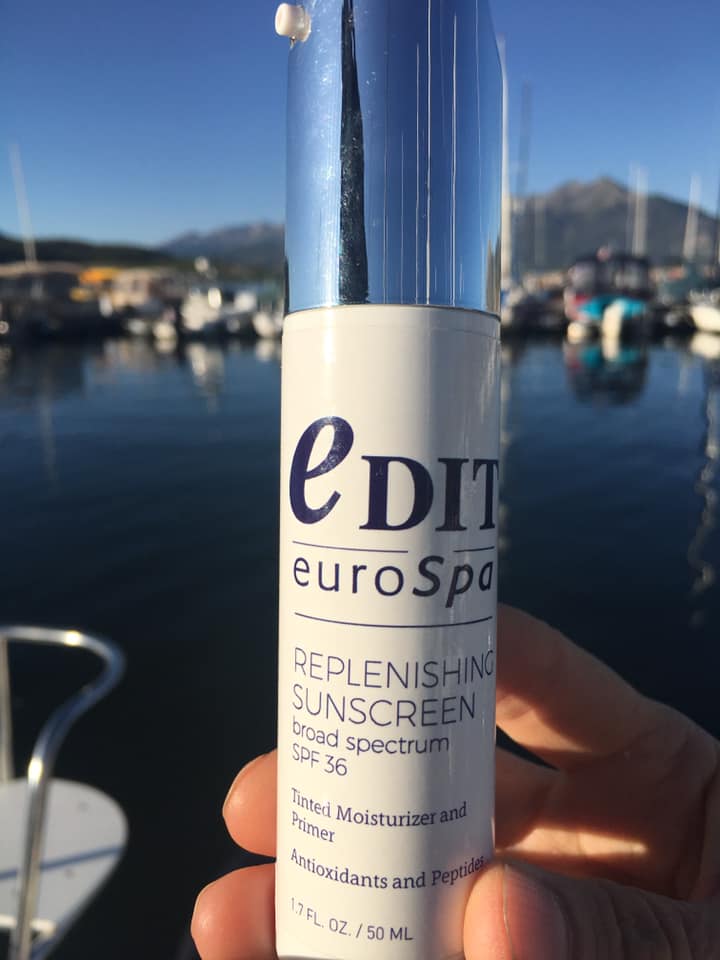 eDIT
euroSpa
REPLENISHING
SUNSCREEN
broad spectrum
SPF 36
Tinted Moisturizer and
Primer
Antioxidants and Peptides
1.7 FL. OZ. / 50 ML